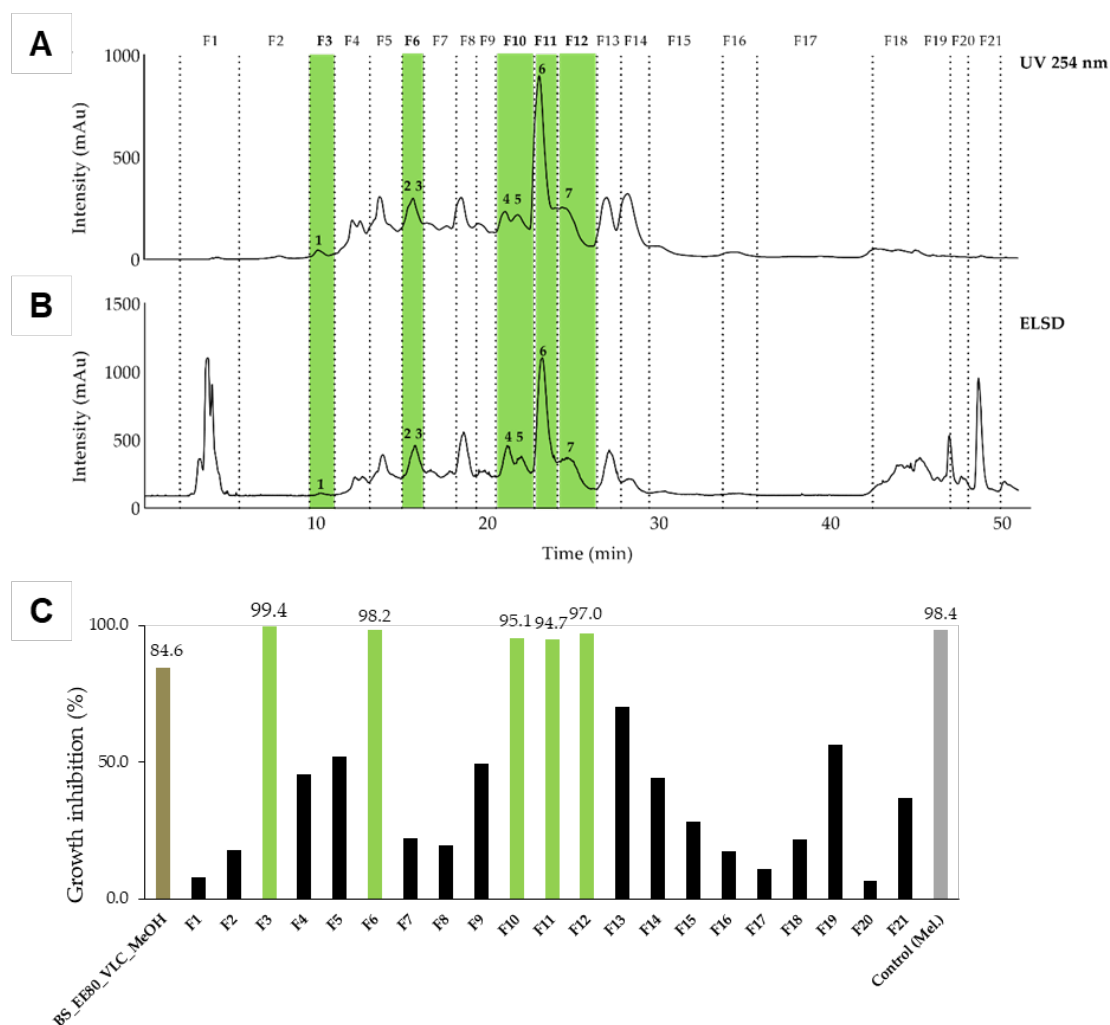 A
F1 F2 F3 F4 F5 F6 F7 F8 F9 F10 F11 F12 F13 F14 F15 F16 F17 F18 F19 F20 F21
UV 254 nm
Intensity (mAu)
1000
500
0
1
2 3
4 5
6
7
B
ELSD
Intensity (mAu)
1500
1000
500
0
1
2 3
4 5
6
7
10 20 30 40 50
Time (min)
C
Growth inhibition (%)
100.0
50.0
0.0
84.6
99.4
98.2
95.1
94.7
97.0
98.4
BS_EE80_VLC_MeOH
F1
F2
F3
F4
F5
F6
F7
F8
F9
F10
F11
F12
F13
F14
F15
F16
F17
F18
F19
F20
F21
Control (Mel.)